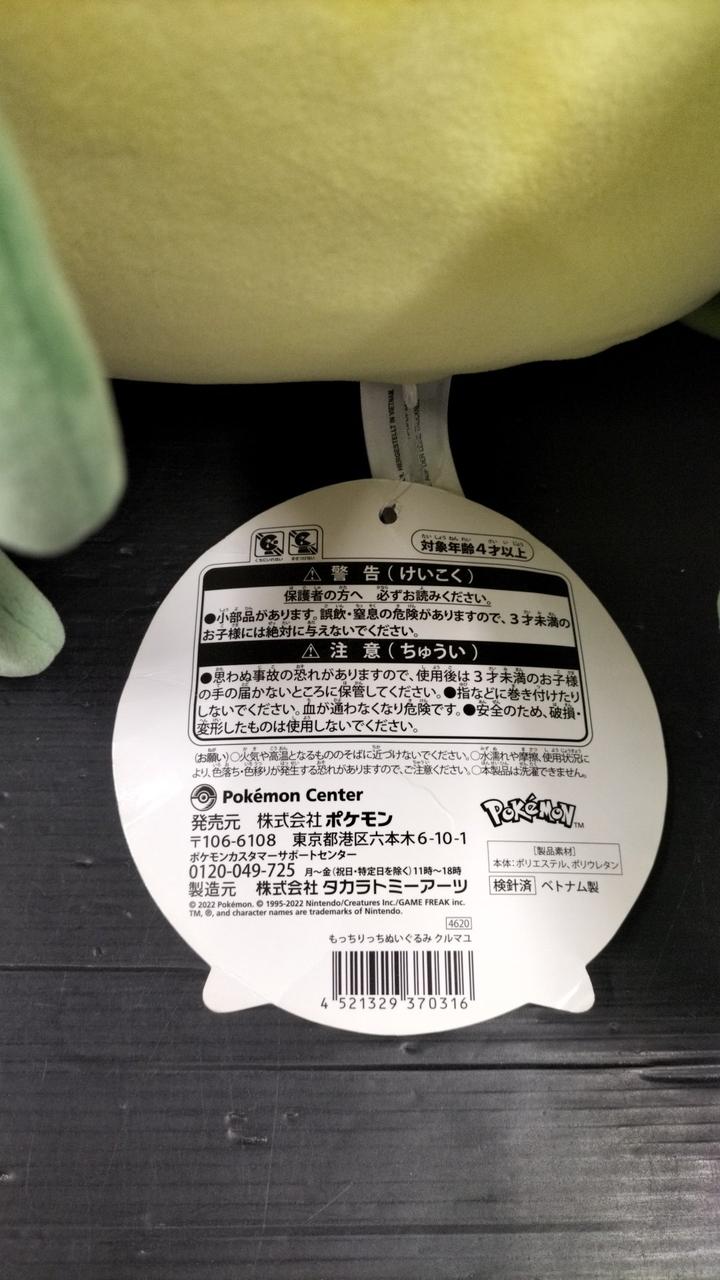 HERGESTELLT IN VIETNAM
対象年齢4才以上
警告(けいこく)
保護者の方へ 必ずお読みください。
●小部品があります。誤飲・窒息の危険がありますので、3才未満の
お子様には絶対に与えないでください。
注意(ちゅうい)
●思わぬ事故の恐れがありますので、使用後は3才未満のお子様
の手の届かないところに保管してください。●指などに巻き付けたり
しないでください。血が通わなくなり危険です。●安全のため、破損・
変形したものは使用しないでください。
(お願い)○火気や高温となるもののそばに近づけないでください。○水濡れや摩擦、使用状況に
より、色落ち・色移りが発生する恐れがありますので、ご注意ください。○本製品は洗濯できません。
Pokémon Center
発売元 株式会社ポケモン
〒106-6108 東京都港区六本木6-10-1
ポケモンカスタマーサポートセンター
0120-049-725 月〜金(祝日・特定日を除く)11時〜18時
製造元 株式会社タカラトミーアーツ
© 2022 Pokémon. © 1995-2022 Nintendo/Creatures Inc./GAME FREAK inc.
TM, ®, and character names are trademarks of Nintendo.
POKéMON TM
[製品素材]
本体:ポリエステル、ポリウレタン
検針済 ベトナム製
4620
もっちりっちぬいぐるみ クルマユ
4 521329 370316